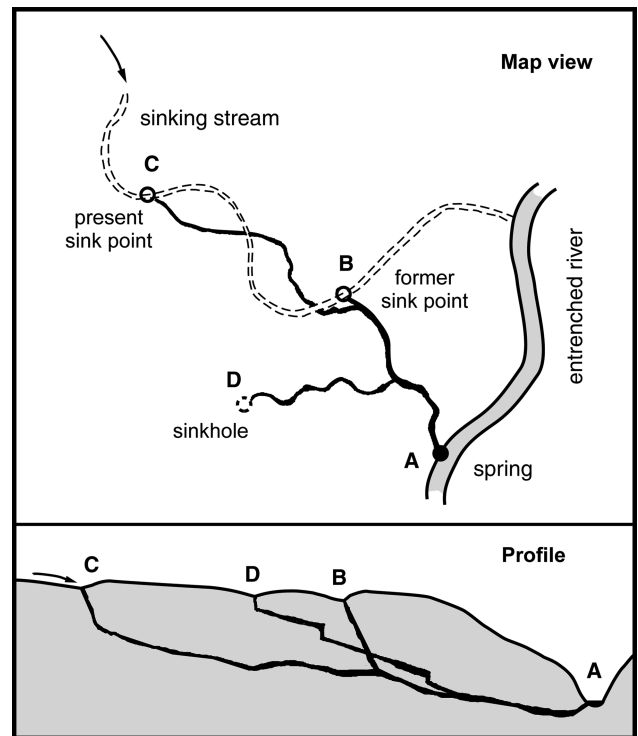 Map view
sinking stream
C
present
sink point
B
former
sink point
entrenched river
D
sinkhole
A
spring
Profile
C
D
B
A